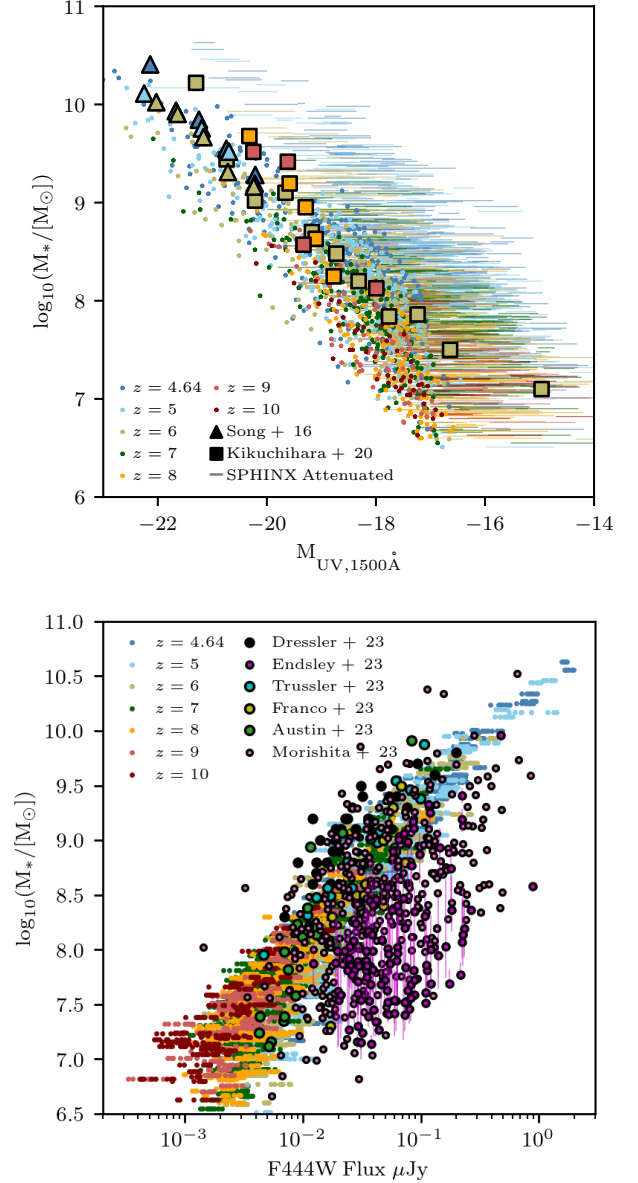 11
10
9
8
7
6
log₁₀(M*/[M☉])
z = 4.64
z = 5
z = 6
z = 7
z = 8
z = 9
z = 10
Song + 16
Kikuchihara + 20
SPHINX Attenuated
−22
−20
−18
−16
−14
M_UV,1500Å
11.0
10.5
10.0
9.5
9.0
8.5
8.0
7.5
7.0
6.5
log₁₀(M*/[M☉])
z = 4.64
z = 5
z = 6
z = 7
z = 8
z = 9
z = 10
Dressler + 23
Endsley + 23
Trussler + 23
Franco + 23
Austin + 23
Morishita + 23
10⁻³
10⁻²
10⁻¹
10⁰
F444W Flux μJy